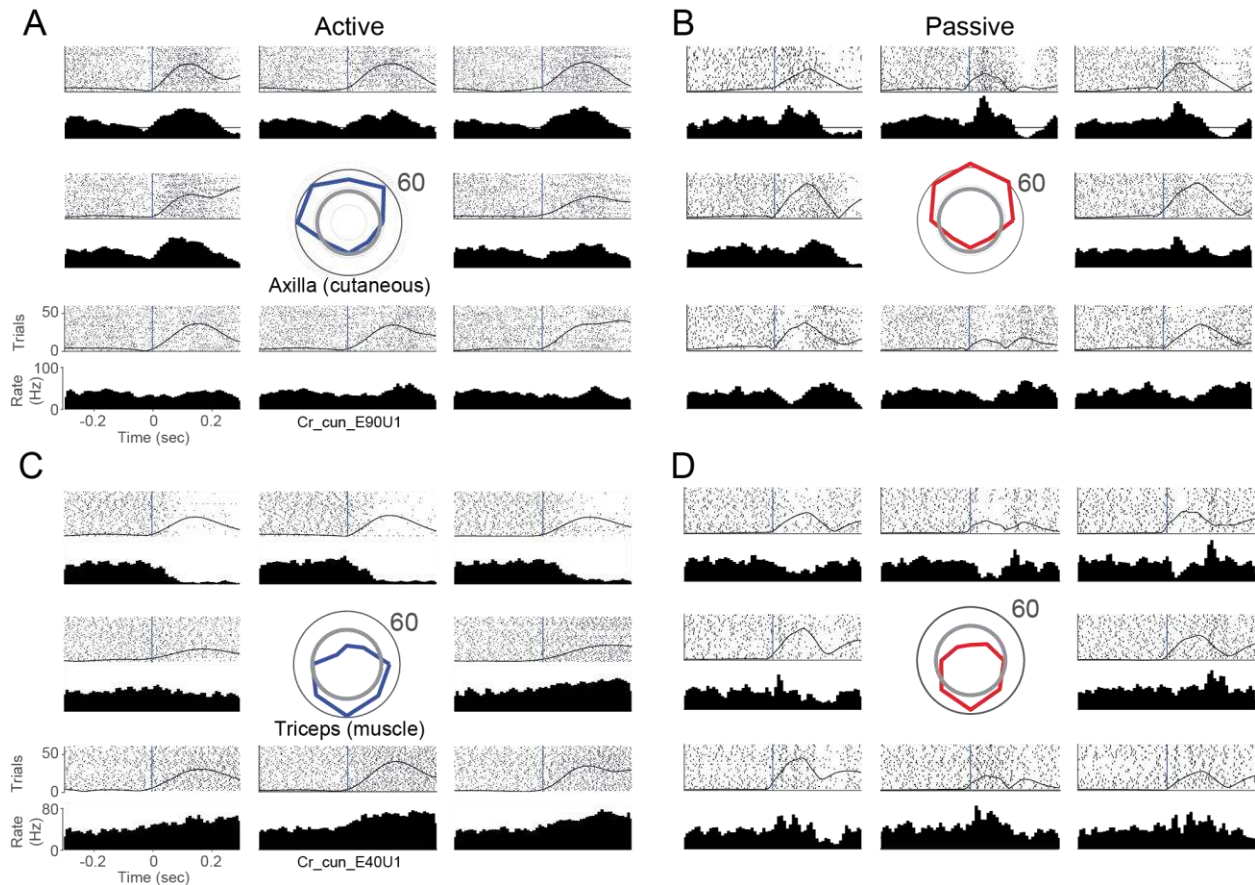 A
Active
B
Passive
60
Axilla (cutaneous)
60
50
0
Trials
100
0
Rate
(Hz)
-0.2
0
0.2
Time (sec)
Cr_cun_E90U1
C
D
60
Triceps (muscle)
60
50
0
Trials
80
0
Rate
(Hz)
-0.2
0
0.2
Time (sec)
Cr_cun_E40U1